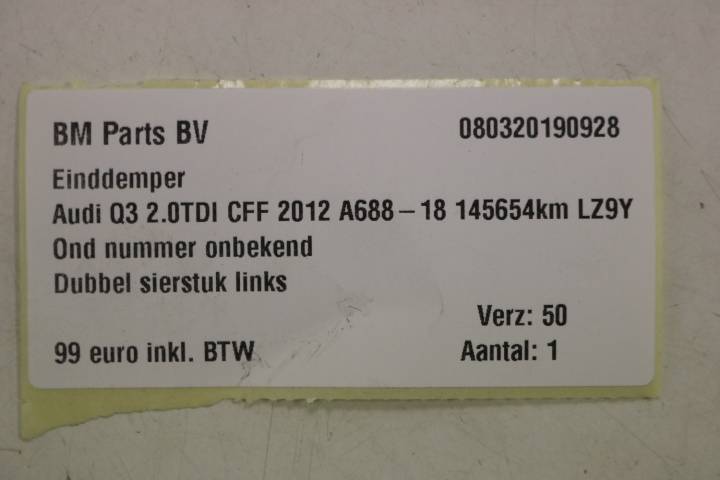 BM Parts BV 080320190928
Einddemper
Audi Q3 2.0TDI CFF 2012 A688-18 145654km LZ9Y
Ond nummer onbekend
Dubbel sierstuk links
Verz: 50
99 euro inkl. BTW Aantal: 1